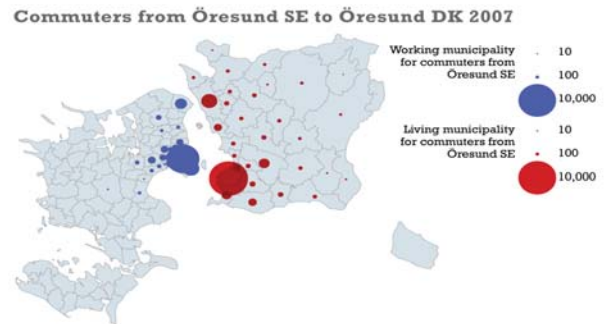 Commuters from Öresund SE to Öresund DK 2007
Working municipality
for commuters from
Öresund SE
10
100
10,000
Living municipality
for commuters from
Öresund SE
10
100
10,000